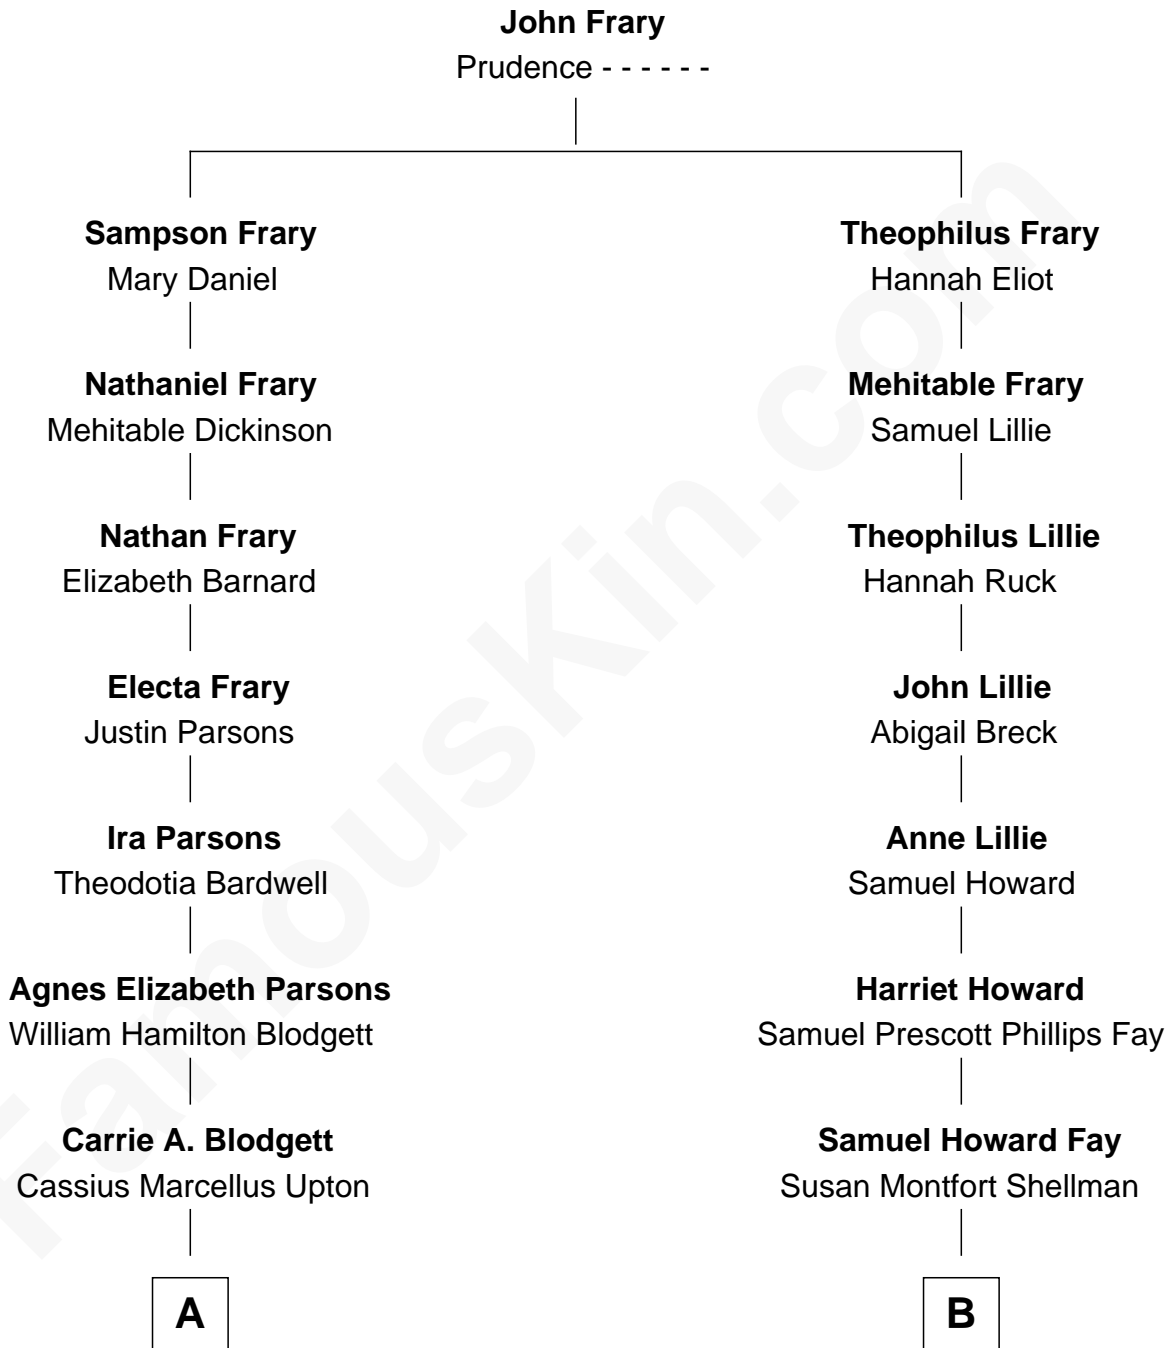 John Frary
Prudence - - - - - -
Sampson Frary
Mary Daniel
Nathaniel Frary
Mehitable Dickinson
Nathan Frary
Elizabeth Barnard
Electa Frary
Justin Parsons
Ira Parsons
Theodotia Bardwell
Agnes Elizabeth Parsons
William Hamilton Blodgett
Carrie A. Blodgett
Cassius Marcellus Upton
A
Theophilus Frary
Hannah Eliot
Mehitable Frary
Samuel Lillie
Theophilus Lillie
Hannah Ruck
John Lillie
Abigail Breck
Anne Lillie
Samuel Howard
Harriet Howard
Samuel Prescott Phillips Fay
Samuel Howard Fay
Susan Montfort Shellman
B
FamousKin.com